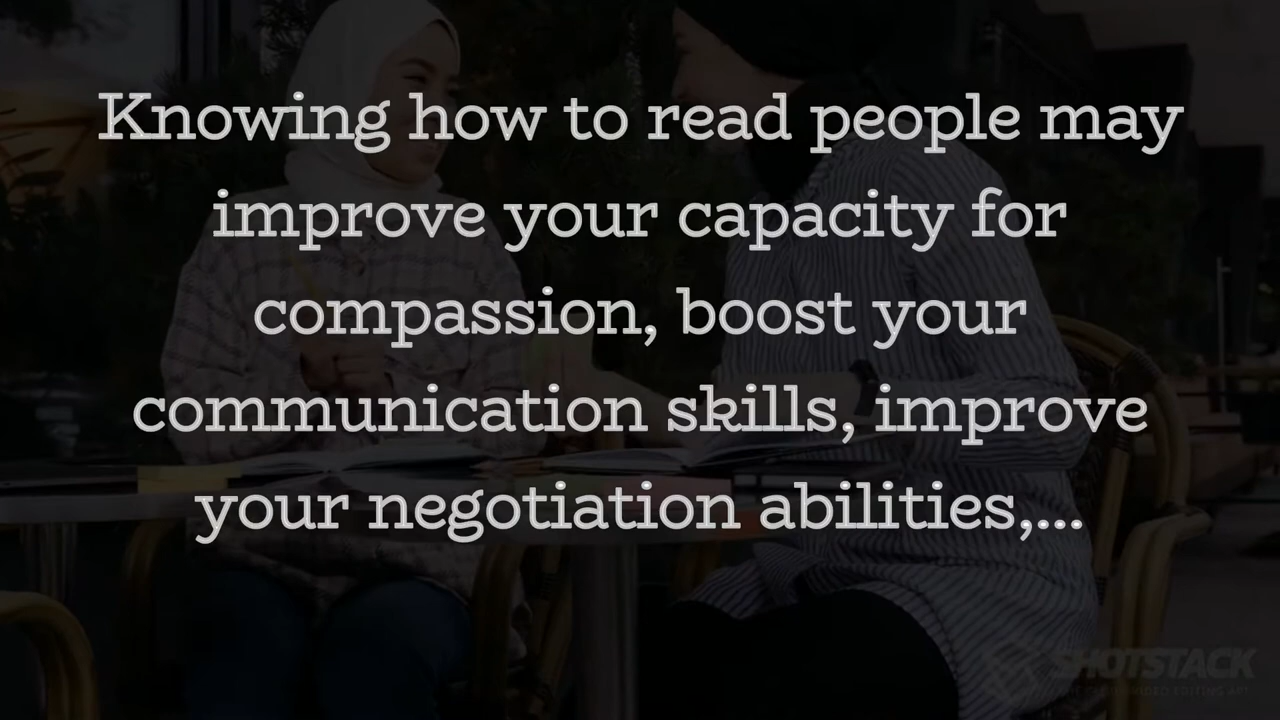 Knowing how to read people may
improve your capacity for
compassion, boost your
communication skills, improve
your negotiation abilities,...
SHOTSTACK